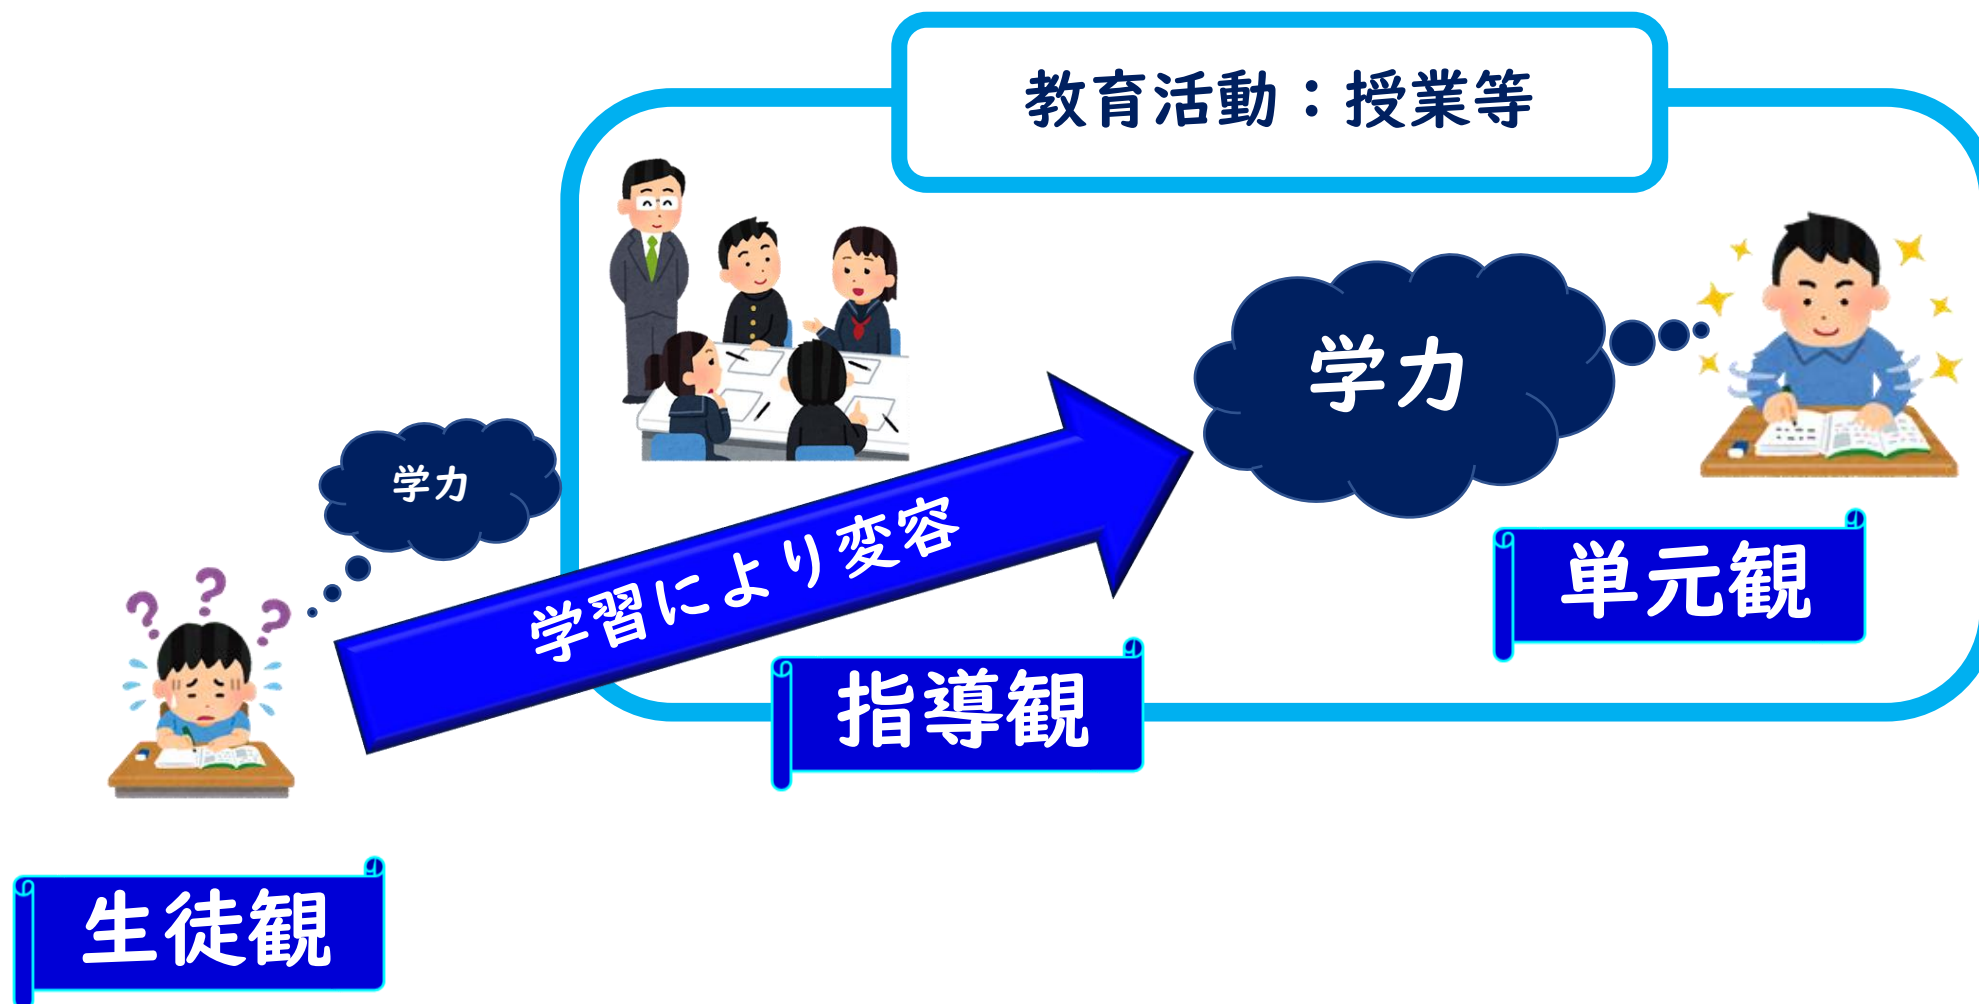 教育活動：授業等
学力
学力
学習により変容
単元観
指導観
生徒観